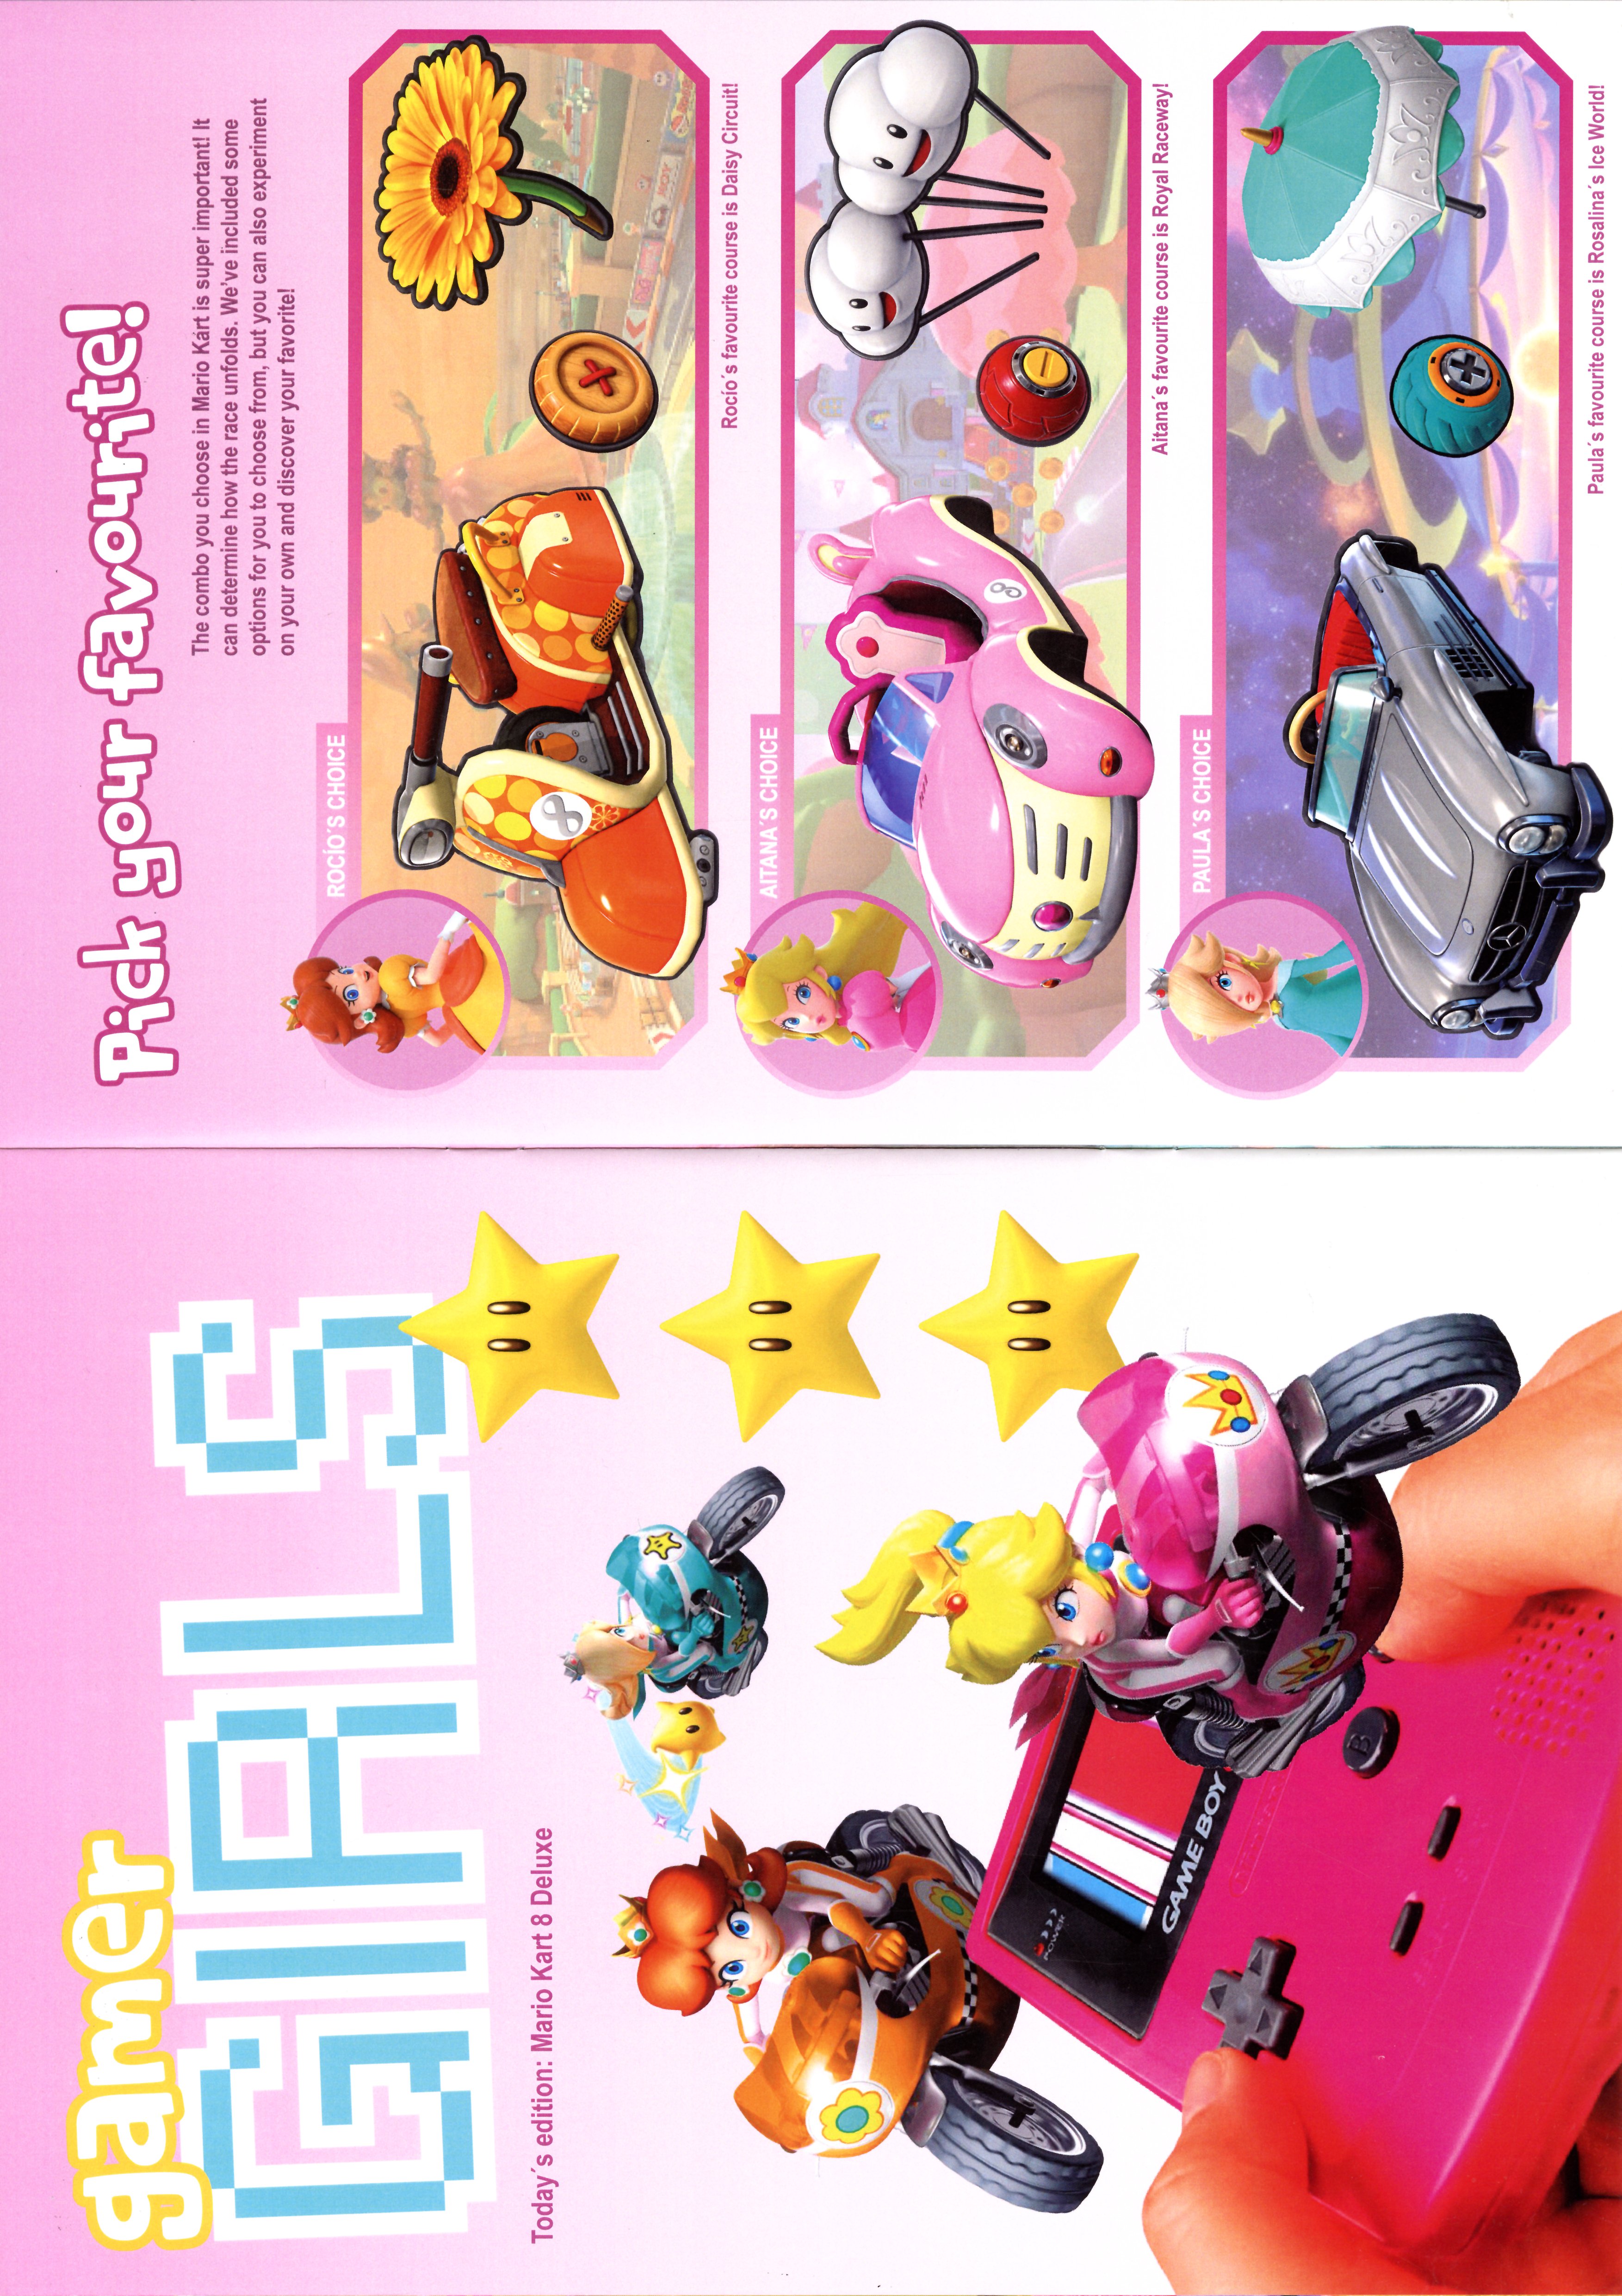 gamer
GIRLS
Today´s edition: Mario Kart 8 Deluxe
POWER
GAME BOY
B
Pick your favourite!
The combo you choose in Mario Kart is super important! It
can determine how the race unfolds. We've included some
options for you to choose from, but you can also experiment
on your own and discover your favorite!
ROCÍO´S CHOICE
Rocío´s favourite course is Daisy Circuit!
AITANA´S CHOICE
Aitana´s favourite course is Royal Raceway!
PAULA´S CHOICE
Paula´s favourite course is Rosalina´s Ice World!